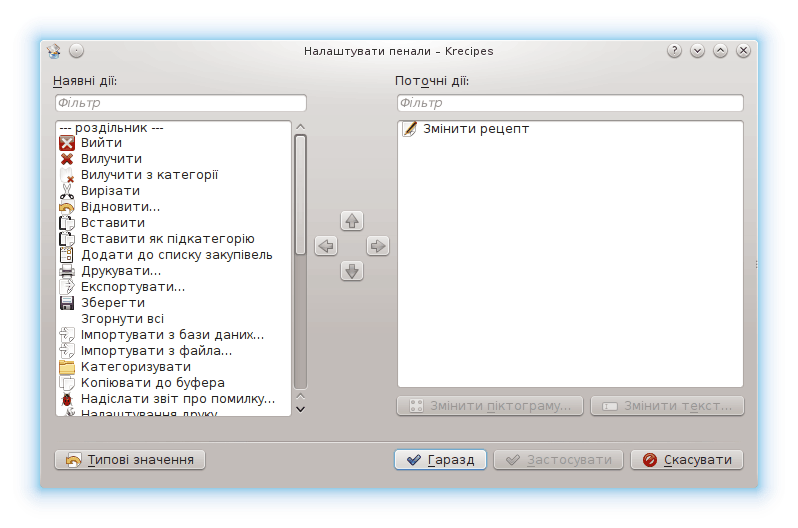 Налаштувати пенали – Krecipes
Наявні дії:
Фільтр
--- роздільник ---
Вийти
Вилучити
Вилучити з категорії
Вирізати
Відновити...
Вставити
Вставити як підкатегорію
Додати до списку закупівель
Друкувати...
Експортувати...
Зберегти
Згорнути всі
Імпортувати з бази даних...
Імпортувати з файла...
Категоризувати
Копіювати до буфера
Надіслати звіт про помилку...
Налаштування друку
Поточні дії:
Фільтр
Змінити рецепт
Змінити піктограму... Змінити текст...
Типові значення Гаразд Застосувати Скасувати